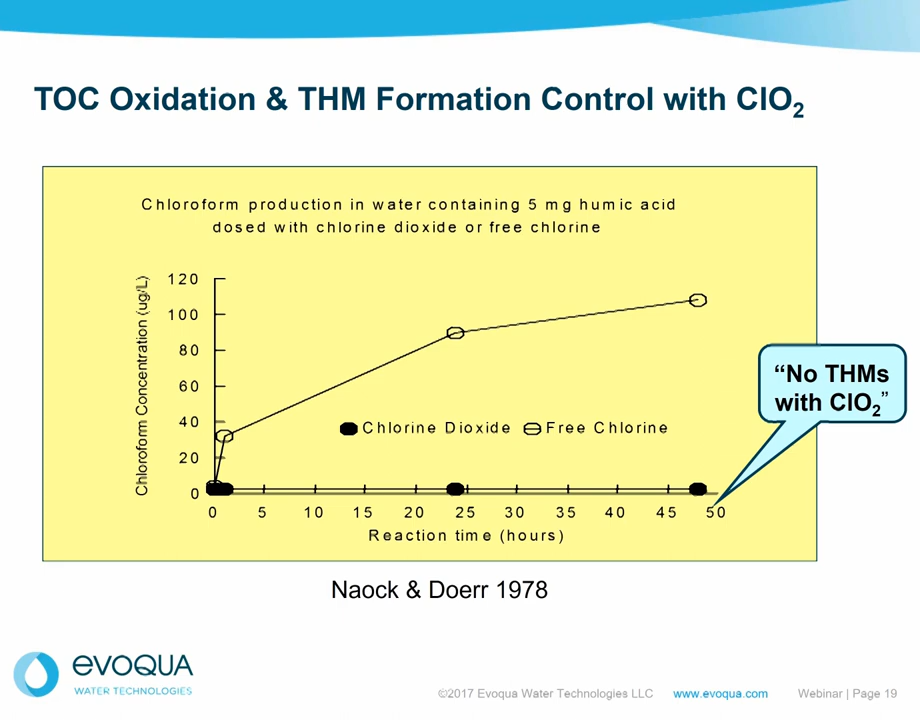 TOC Oxidation & THM Formation Control with ClO2
Chloroform production in water containing 5 mg humic acid
dosed with chlorine dioxide or free chlorine
Chloroform Concentration (ug/L)
120
100
80
60
40
20
0
Chlorine Dioxide
Free Chlorine
0 5 10 15 20 25 30 35 40 45 50
Reaction time (hours)
“No THMs
with ClO2”
Naock & Doerr 1978
evoqua
WATER TECHNOLOGIES
©2017 Evoqua Water Technologies LLC www.evoqua.com Webinar | Page 19